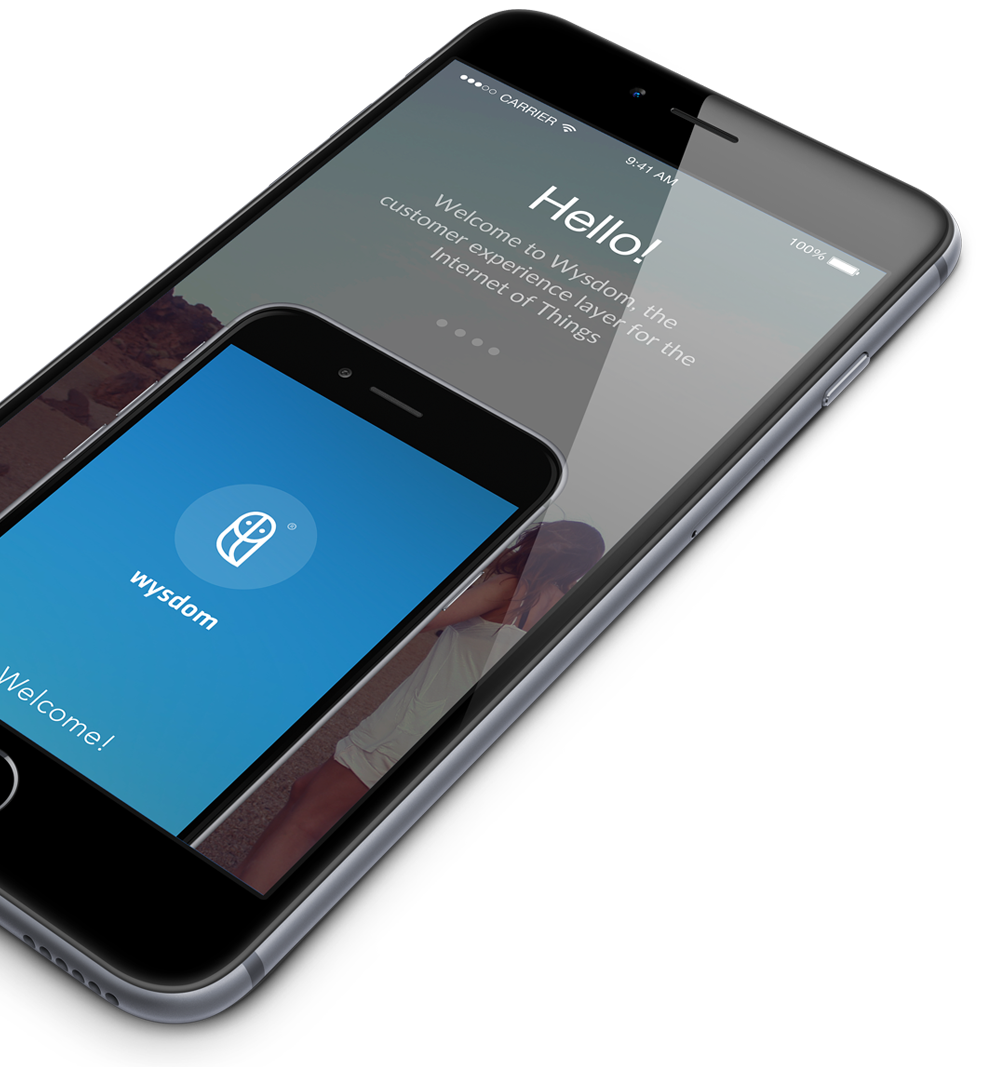 CARRIER
9:41 AM
100%
Hello!
Welcome to Wysdom, the
customer experience layer for the
Internet of Things
®
wysdom
Welcome!